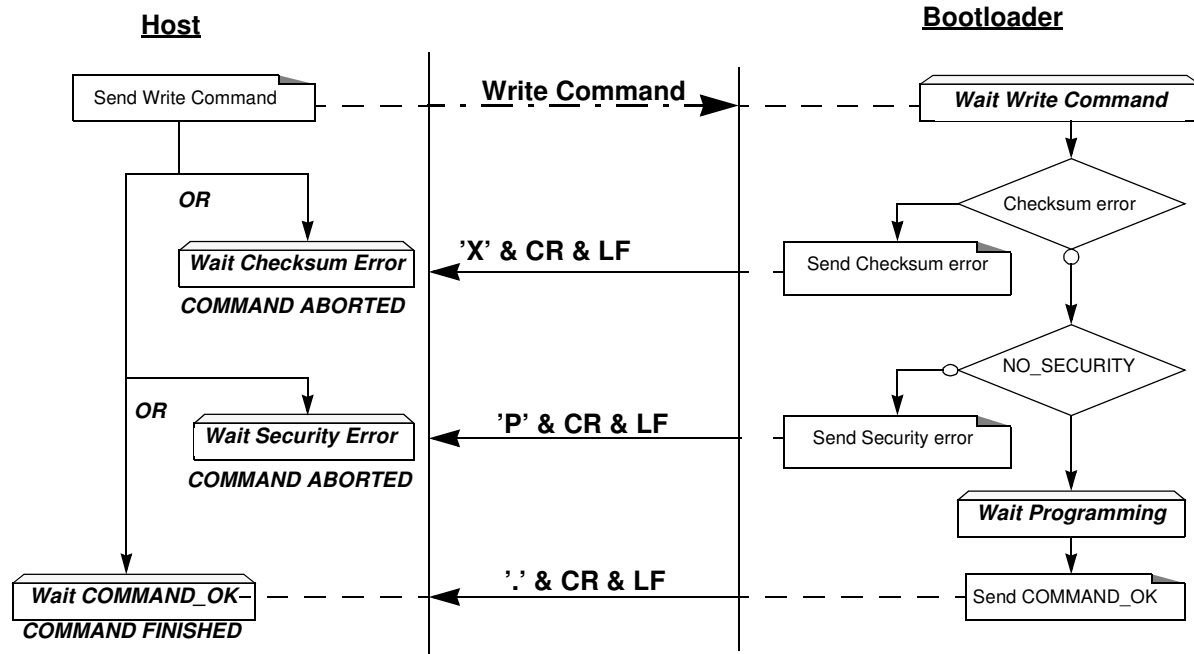 Host
Bootloader
Send Write Command
Write Command
Wait Write Command
OR
Checksum error
Wait Checksum Error
'X' & CR & LF
Send Checksum error
COMMAND ABORTED
NO_SECURITY
OR
Wait Security Error
'P' & CR & LF
Send Security error
COMMAND ABORTED
Wait Programming
Wait COMMAND_OK
'.' & CR & LF
Send COMMAND_OK
COMMAND FINISHED